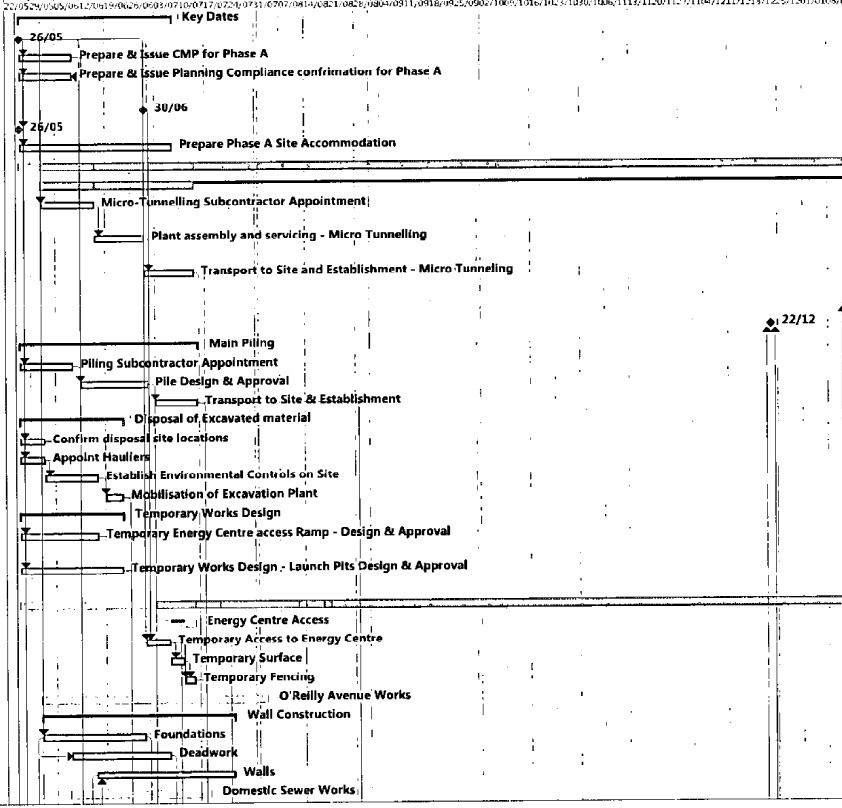 Key Dates
26/05
Prepare & Issue CMP for Phase A
Prepare & Issue Planning Compliance confrimation for Phase A
30/06
26/05
Prepare Phase A Site Accommodation
Micro-Tunnelling Subcontractor Appointment
Plant assembly and servicing - Micro Tunnelling
Transport to Site and Establishment - Micro Tunneling
22/12
Main Piling
Piling Subcontractor Appointment
Pile Design & Approval
Transport to Site & Establishment
Disposal of Excavated material
Confirm disposal site locations
Appoint Hauliers
Establish Environmental Controls on Site
Mobilisation of Excavation Plant
Temporary Works Design
Temporary Energy Centre access Ramp - Design & Approval
Temporary Works Design - Launch Pits Design & Approval
Energy Centre Access
Temporary Access to Energy Centre
Temporary Surface
Temporary Fencing
O'Reilly Avenue Works
Wall Construction
Foundations
Deadwork
Walls
Domestic Sewer Works